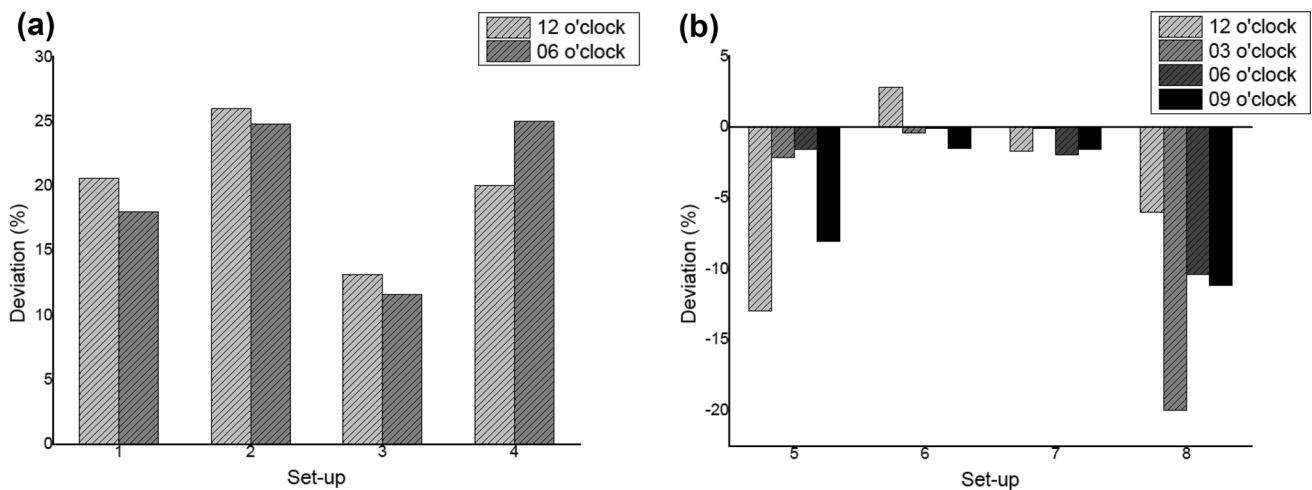 (a)
12 o'clock
06 o'clock
30
25
20
15
10
5
0
Deviation (%)
1 2 3 4
Set-up
(b)
12 o'clock
03 o'clock
06 o'clock
09 o'clock
5
0
-5
-10
-15
-20
Deviation (%)
5 6 7 8
Set-up